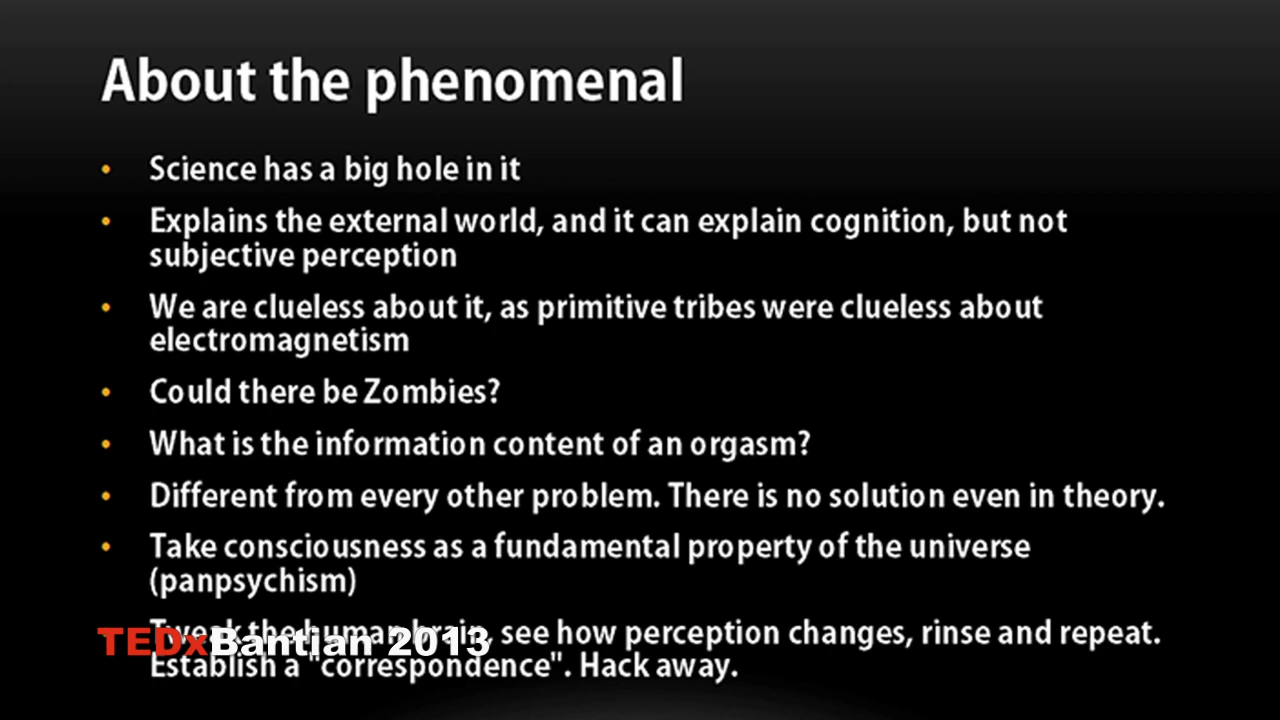 About the phenomenal
• Science has a big hole in it
• Explains the external world, and it can explain cognition, but not
subjective perception
• We are clueless about it, as primitive tribes were clueless about
electromagnetism
• Could there be Zombies?
• What is the information content of an orgasm?
• Different from every other problem. There is no solution even in theory.
• Take consciousness as a fundamental property of the universe
(panpsychism)
Tweak the human brain, see how perception changes, rinse and repeat.
TEDxBantian 2013
Establish a "correspondence". Hack away.